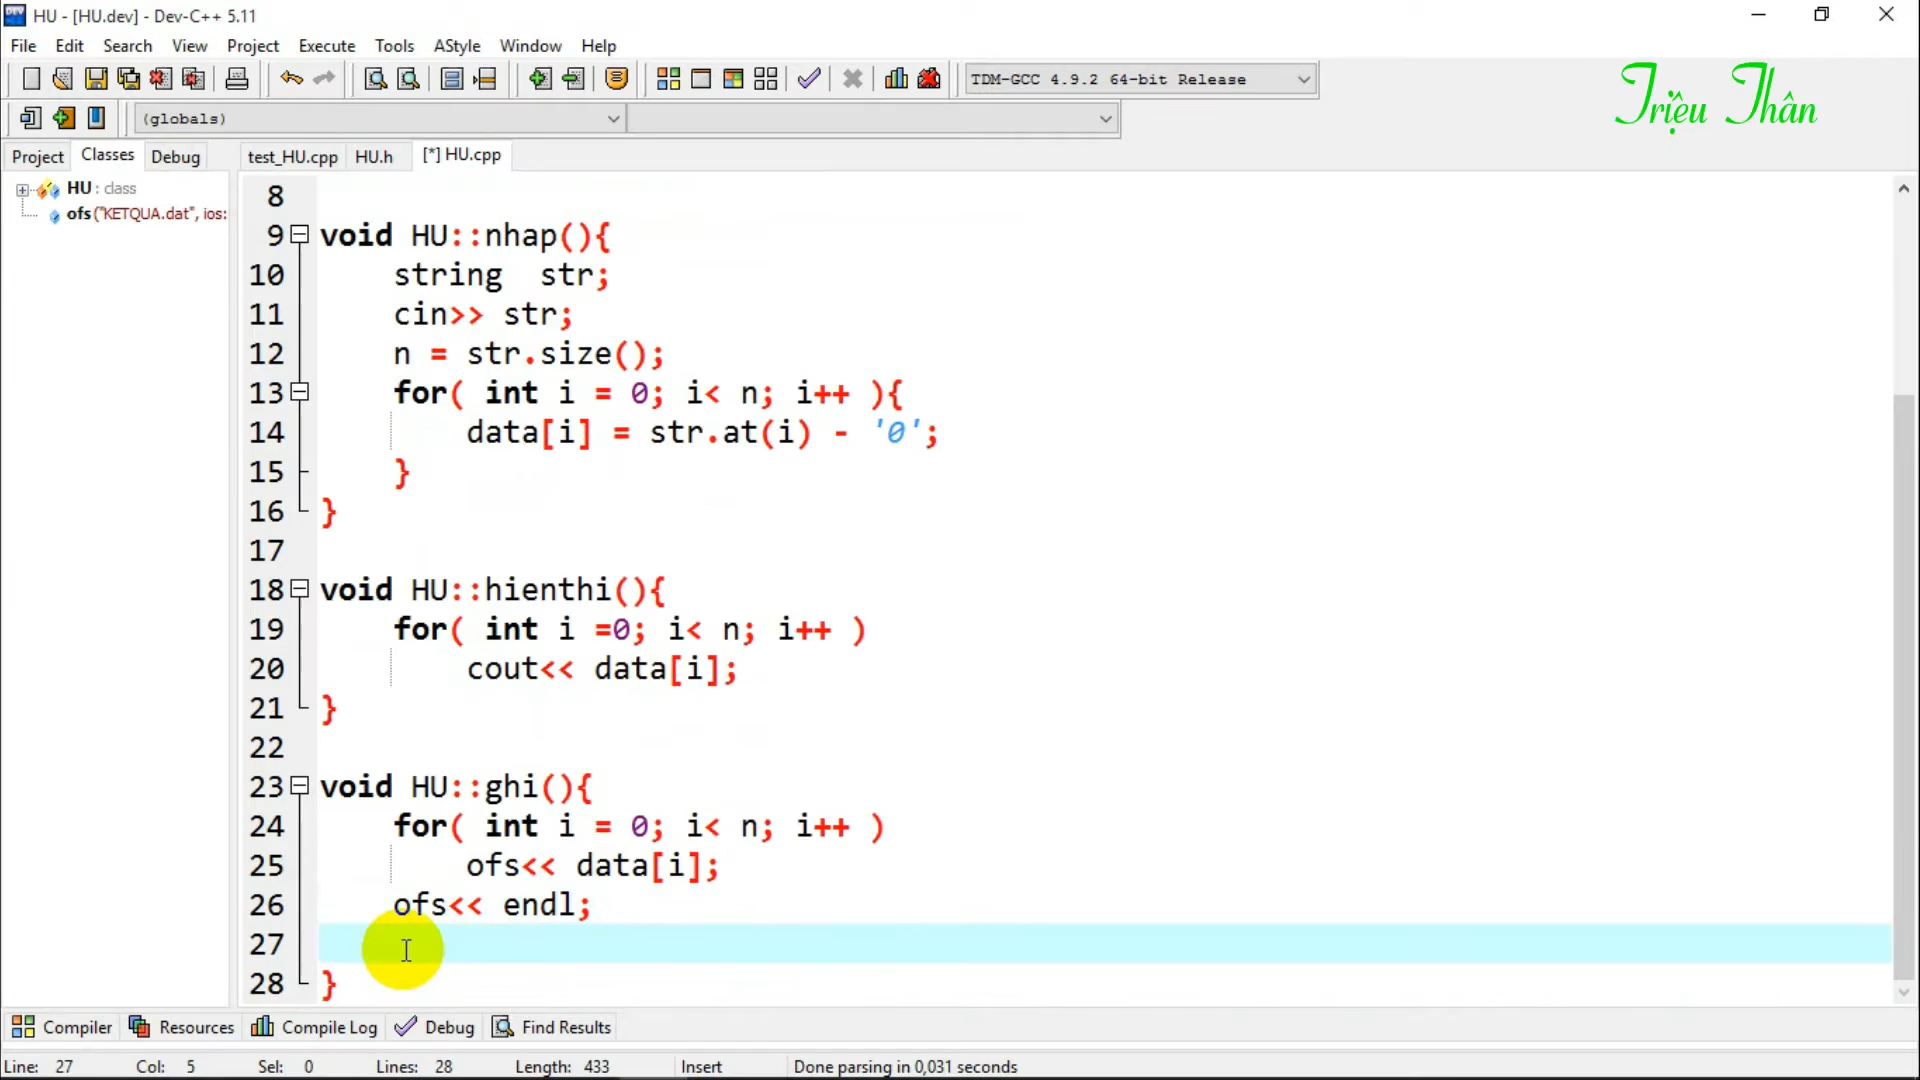 HU - [HU.dev] - Dev-C++ 5.11
File Edit Search View Project Execute Tools AStyle Window Help
TDM-GCC 4.9.2 64-bit Release
Triệu Thân
(globals)
Project Classes Debug test_HU.cpp HU.h [*] HU.cpp
HU : class
ofs ("KETQUA.dat", ios:
8
9 void HU::nhap(){
10 string  str;
11 cin>> str;
12 n = str.size();
13 for( int i = 0; i< n; i++ ){
14 data[i] = str.at(i) - '0';
15 }
16 }
17
18 void HU::hienthi(){
19 for( int i =0; i< n; i++ )
20 cout<< data[i];
21 }
22
23 void HU::ghi(){
24 for( int i = 0; i< n; i++ )
25 ofs<< data[i];
26 ofs<< endl;
27
28 }
Compiler Resources Compile Log Debug Find Results
Line: 27 Col: 5 Sel: 0 Lines: 28 Length: 433 Insert Done parsing in 0,031 seconds